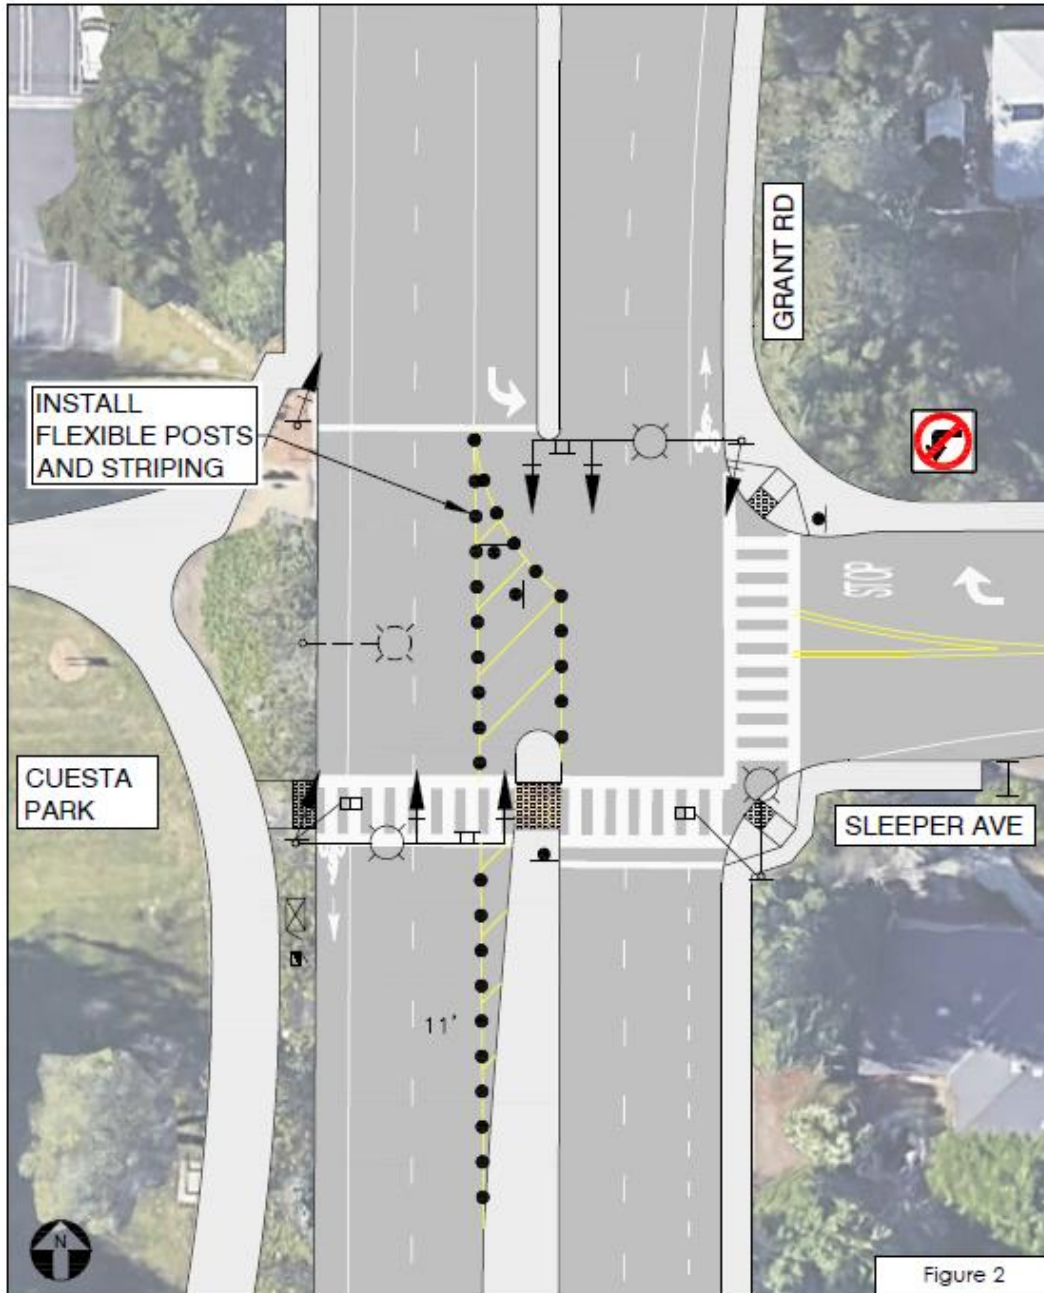 GRANT RD
INSTALL
FLEXIBLE POSTS
AND STRIPING
STOP
CUESTA
PARK
SLEEPER AVE
11'
N
Figure 2